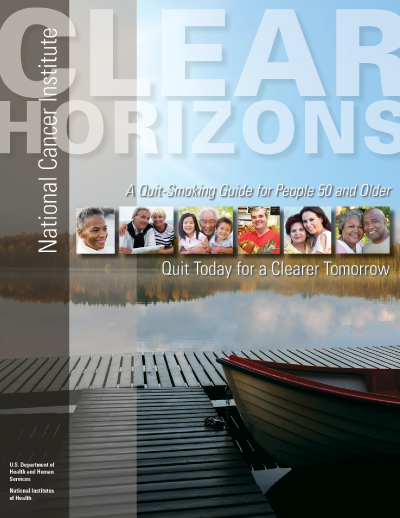 CLEAR
HORIZONS
National Cancer Institute
A Quit-Smoking Guide for People 50 and Older
Quit Today for a Clearer Tomorrow
U.S. Department of
Health and Human
Services
National Institutes
of Health